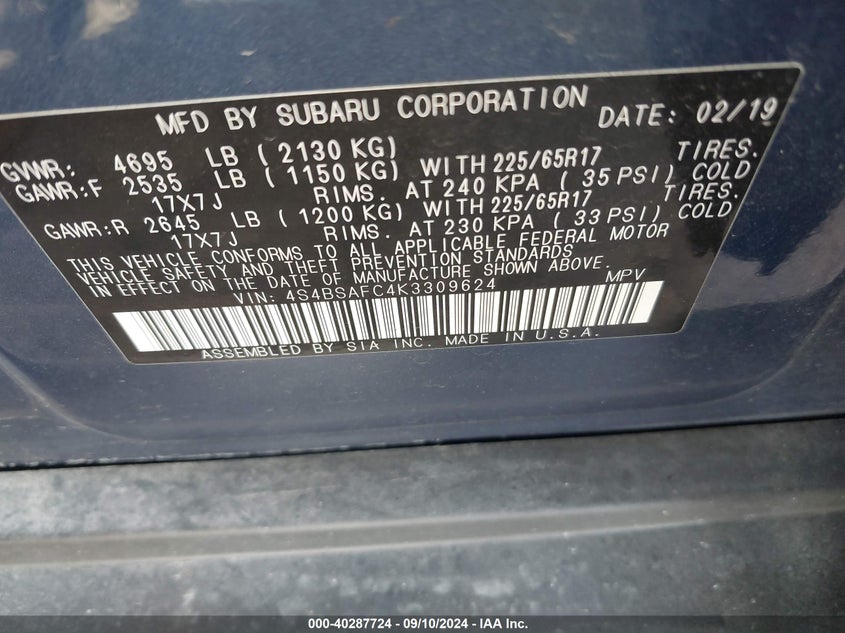 MFD BY SUBARU CORPORATION DATE: 02/19
GVWR: 4695 LB ( 2130 KG)
GAWR:F 2535 LB ( 1150 KG) WITH 225/65R17 TIRES.
17X7J RIMS. AT 240 KPA ( 35 PSI) COLD
GAWR:R 2645 LB ( 1200 KG) WITH 225/65R17 TIRES.
17X7J RIMS. AT 230 KPA ( 33 PSI) COLD
THIS VEHICLE CONFORMS TO ALL APPLICABLE FEDERAL MOTOR
VEHICLE SAFETY AND THEFT PREVENTION STANDARDS
IN EFFECT ON THE DATE OF MANUFACTURE SHOWN ABOVE.
VIN: 4S4BSAFC4K3309624 MPV
ASSEMBLED BY SIA INC. MADE IN U.S.A.
000-40287724 - 09/10/2024 - IAA Inc.